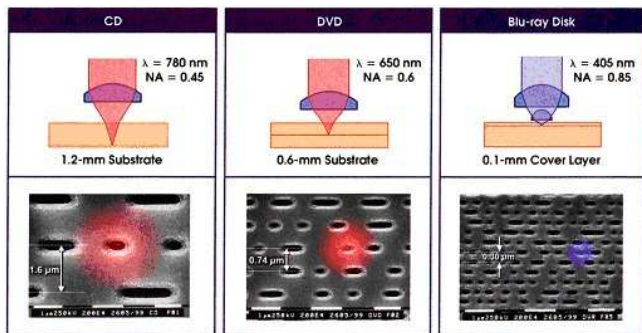 CD
λ = 780 nm
NA = 0.45
1.2-mm Substrate
1.6 μm
DVD
λ = 650 nm
NA = 0.6
0.6-mm Substrate
0.74 μm
Blu-ray Disk
λ = 405 nm
NA = 0.85
0.1-mm Cover Layer